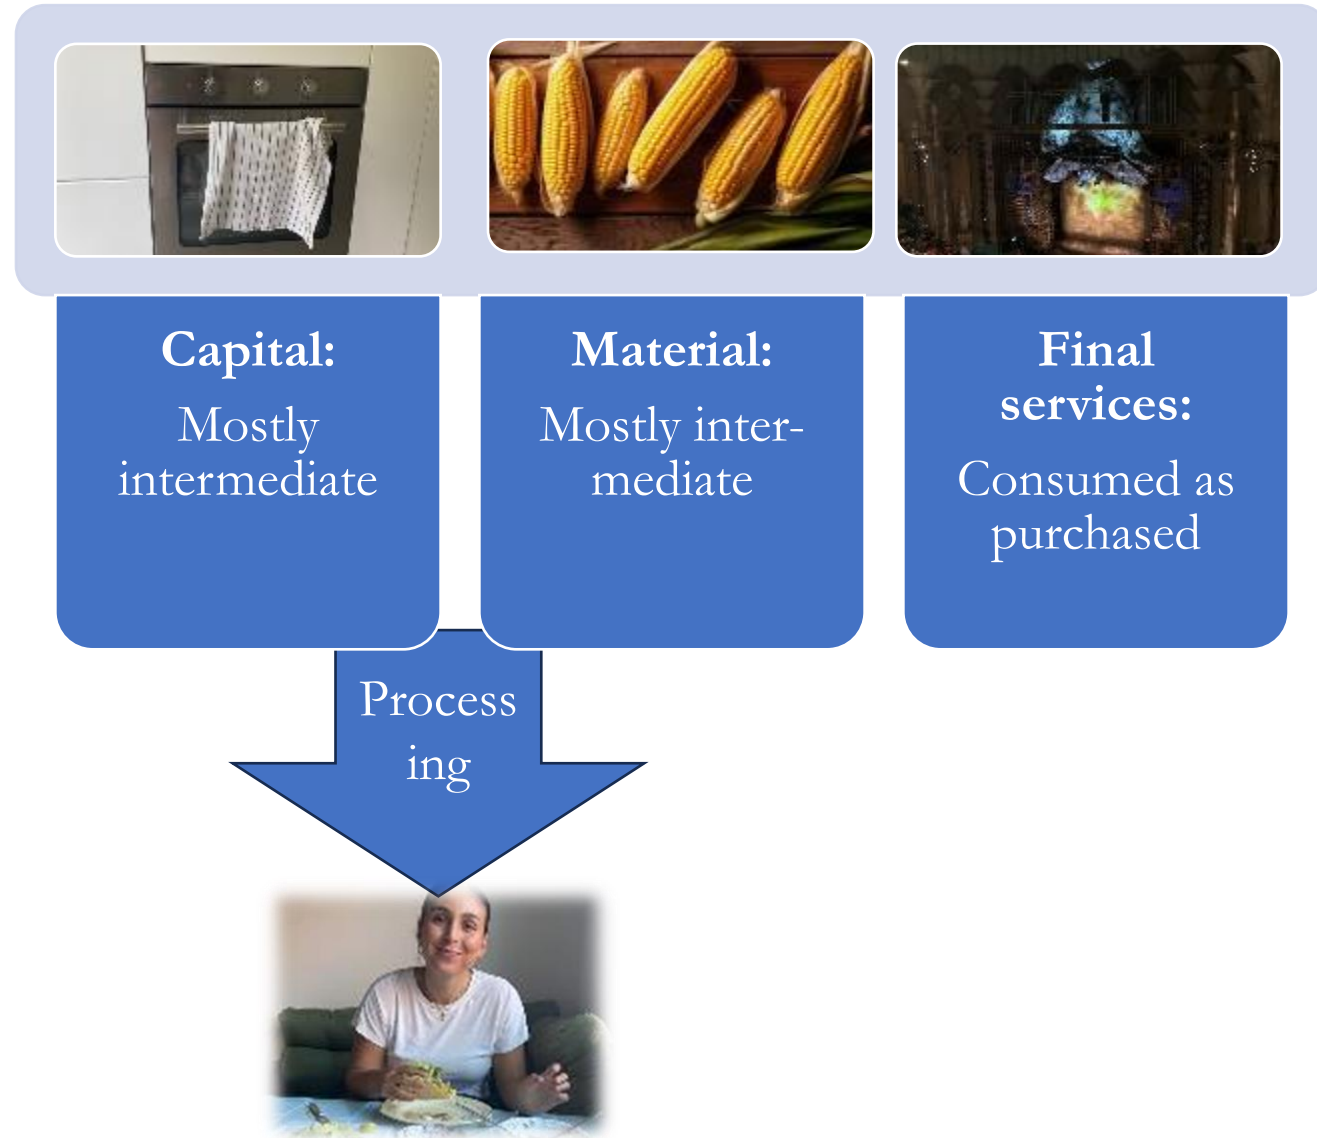 Capital:
Mostly
intermediate
Material:
Mostly inter-
mediate
Final
services:
Consumed as
purchased
Process
ing